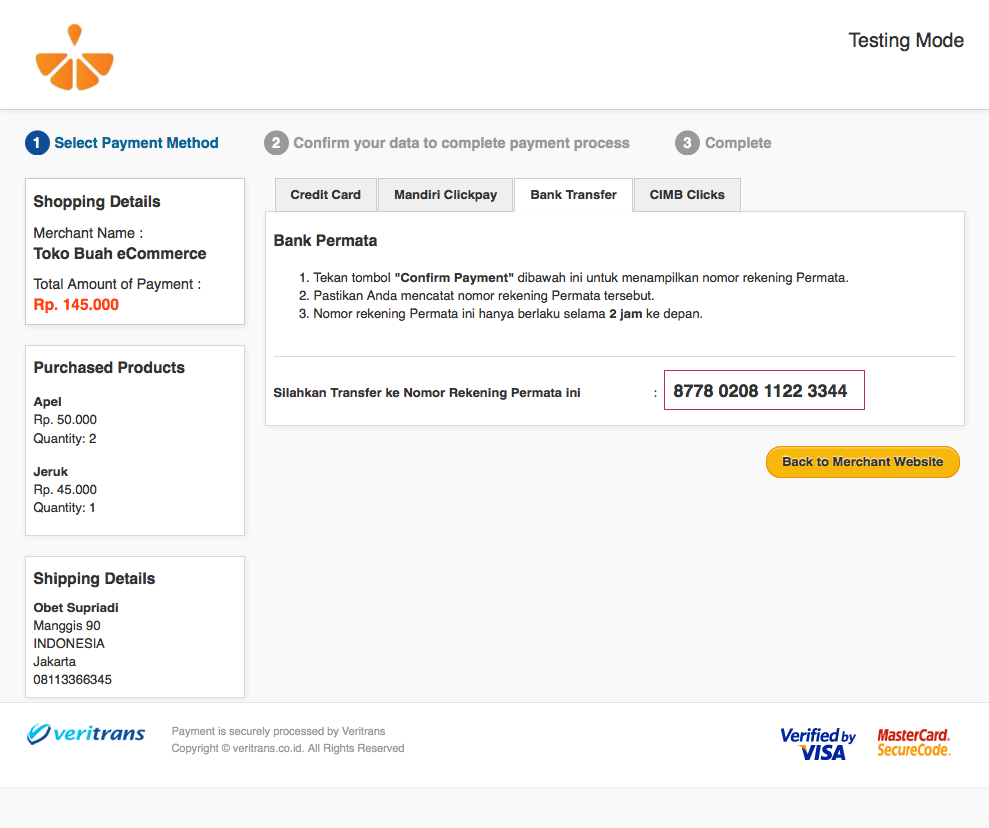 Testing Mode
1 Select Payment Method
2 Confirm your data to complete payment process
3 Complete
Shopping Details
Merchant Name :
Toko Buah eCommerce
Total Amount of Payment :
Rp. 145.000
Purchased Products
Apel
Rp. 50.000
Quantity: 2
Jeruk
Rp. 45.000
Quantity: 1
Shipping Details
Obet Supriadi
Manggis 90
INDONESIA
Jakarta
08113366345
Credit Card
Mandiri Clickpay
Bank Transfer
CIMB Clicks
Bank Permata
1. Tekan tombol "Confirm Payment" dibawah ini untuk menampilkan nomor rekening Permata.
2. Pastikan Anda mencatat nomor rekening Permata tersebut.
3. Nomor rekening Permata ini hanya berlaku selama 2 jam ke depan.
Silahkan Transfer ke Nomor Rekening Permata ini : 8778 0208 1122 3344
Back to Merchant Website
veritrans
Payment is securely processed by Veritrans
Copyright © veritrans.co.id. All Rights Reserved
Verified by
VISA
MasterCard.
SecureCode.